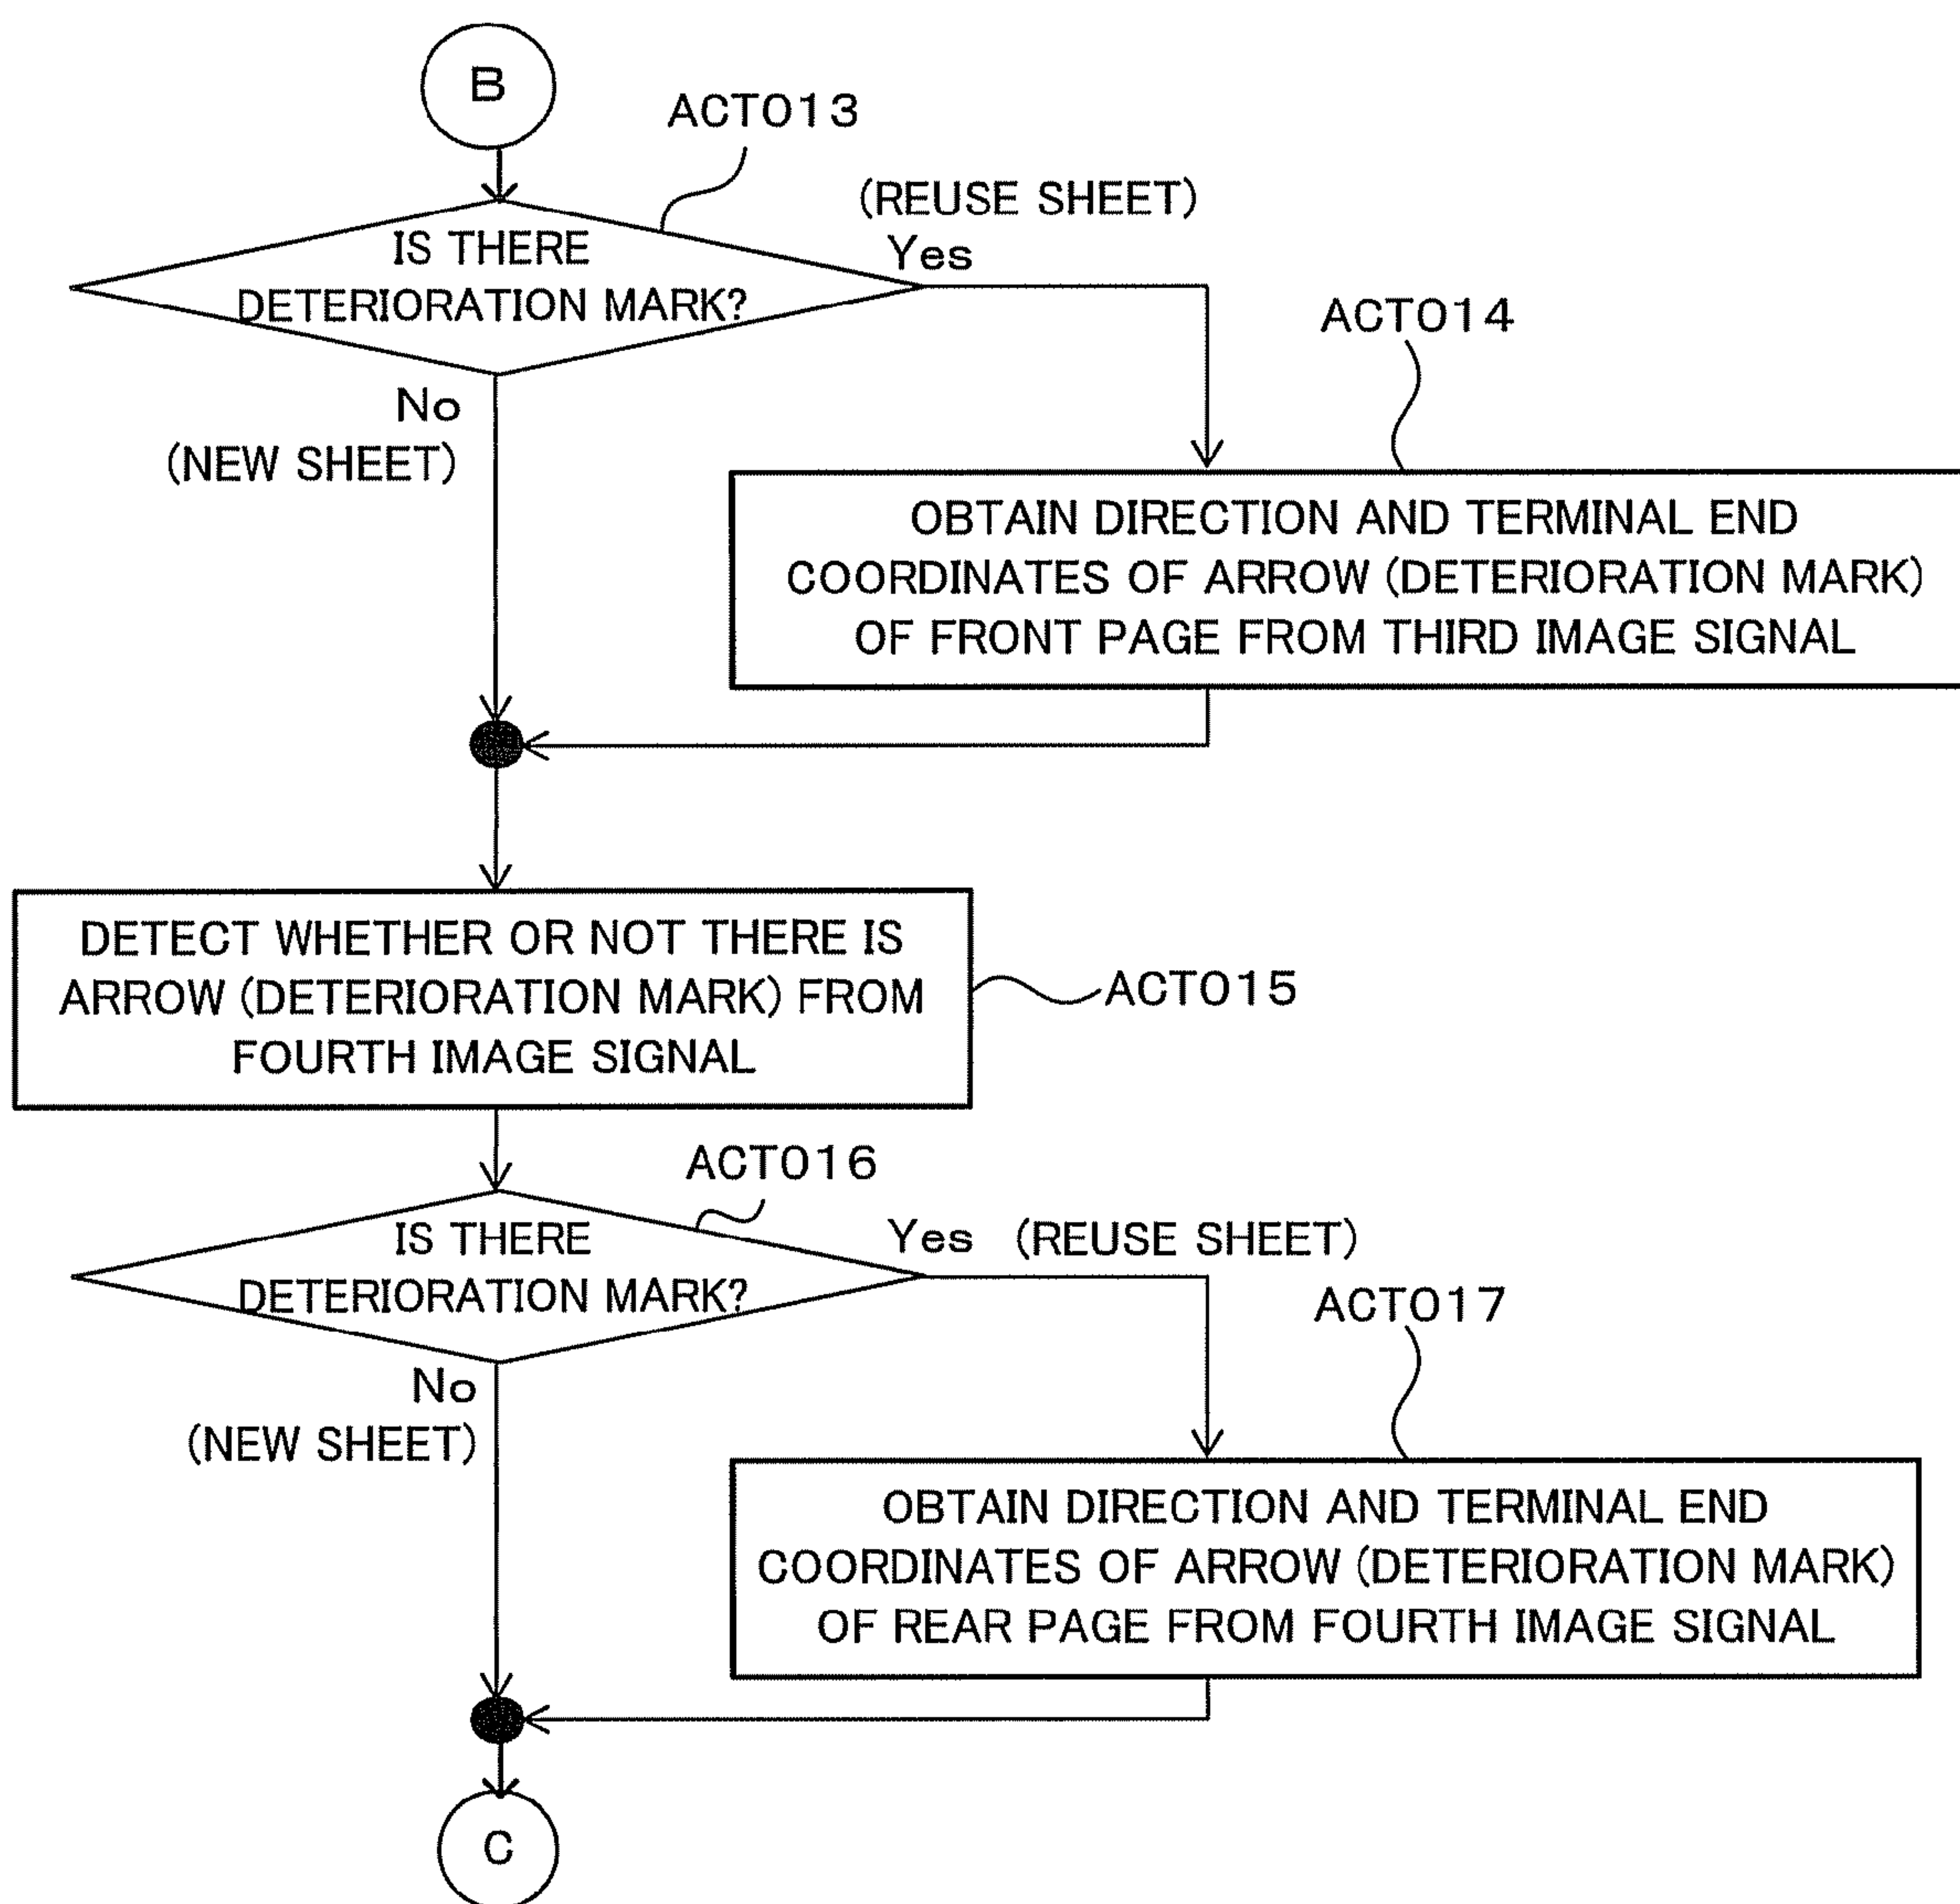 B
ACT013
(REUSE SHEET)
IS THERE
DETERIORATION MARK?
Yes
ACT014
No
(NEW SHEET)
OBTAIN DIRECTION AND TERMINAL END
COORDINATES OF ARROW (DETERIORATION MARK)
OF FRONT PAGE FROM THIRD IMAGE SIGNAL
DETECT WHETHER OR NOT THERE IS
ARROW (DETERIORATION MARK) FROM
FOURTH IMAGE SIGNAL
ACT015
ACT016
IS THERE
DETERIORATION MARK?
Yes (REUSE SHEET)
ACT017
No
(NEW SHEET)
OBTAIN DIRECTION AND TERMINAL END
COORDINATES OF ARROW (DETERIORATION MARK)
OF REAR PAGE FROM FOURTH IMAGE SIGNAL
C